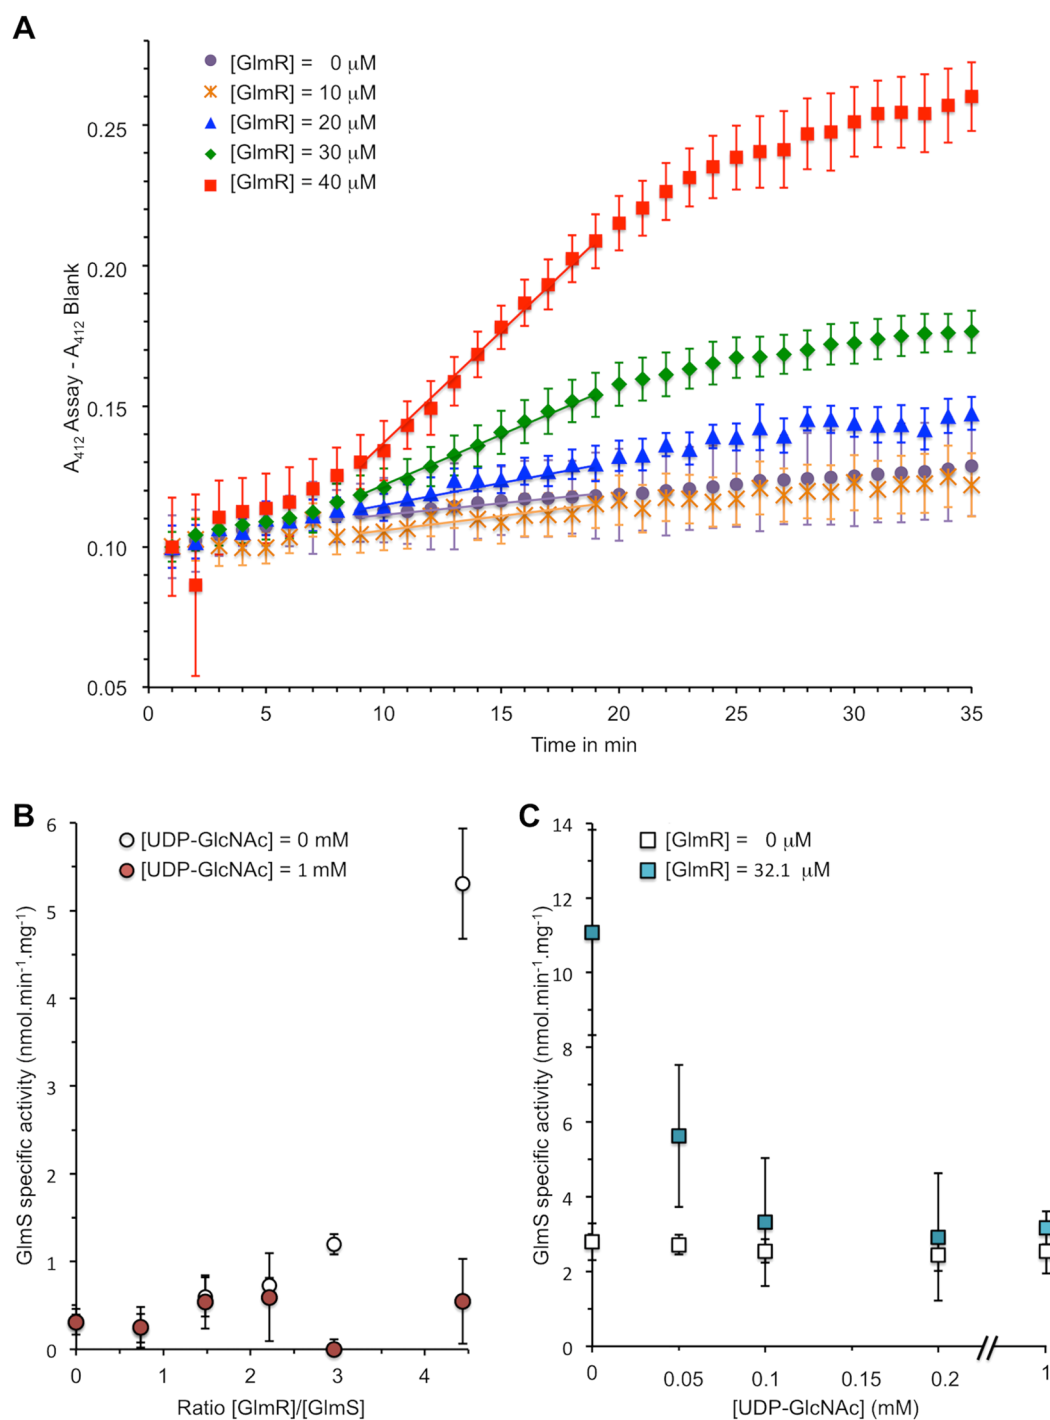 A
[GlmR] = 0 μM
[GlmR] = 10 μM
[GlmR] = 20 μM
[GlmR] = 30 μM
[GlmR] = 40 μM
A412 Assay - A412 Blank
0.25
0.20
0.15
0.10
0.05
0 5 10 15 20 25 30 35
Time in min
B
[UDP-GlcNAc] = 0 mM
[UDP-GlcNAc] = 1 mM
GlmS specific activity (nmol.min-1.mg-1)
6
5
4
3
2
1
0
0 1 2 3 4
Ratio [GlmR]/[GlmS]
C
[GlmR] = 0 μM
[GlmR] = 32.1 μM
GlmS specific activity (nmol.min-1.mg-1)
14
12
10
8
6
4
2
0
0 0.05 0.1 0.15 0.2 1
[UDP-GlcNAc] (mM)